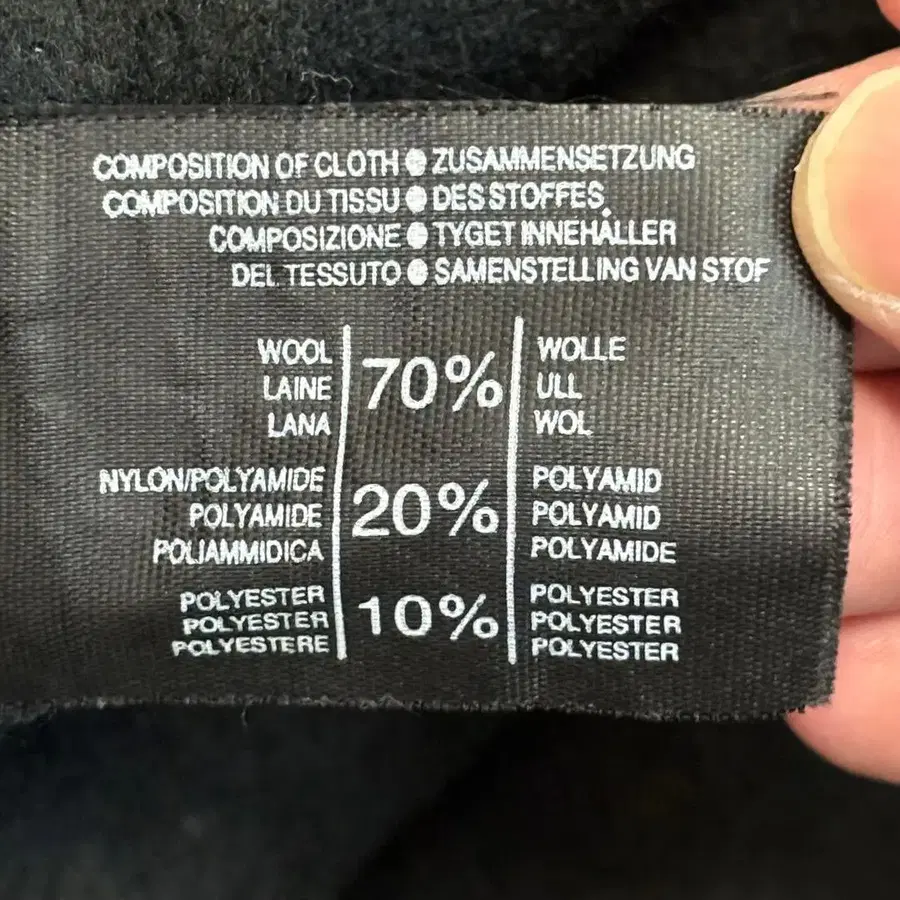 COMPOSITION OF CLOTH ● ZUSAMMENSETZUNG
COMPOSITION DU TISSU ● DES STOFFES,
COMPOSIZIONE ● TYGET INNEHÅLLER
DEL TESSUTO ● SAMENSTELLING VAN STOF
WOOL WOLLE
LAINE 70% ULL
LANA WOL
NYLON/POLYAMIDE POLYAMID
POLYAMIDE 20% POLYAMID
POLIAMMIDICA POLYAMIDE
POLYESTER POLYESTER
POLYESTER 10% POLYESTER
POLYESTERE POLYESTER